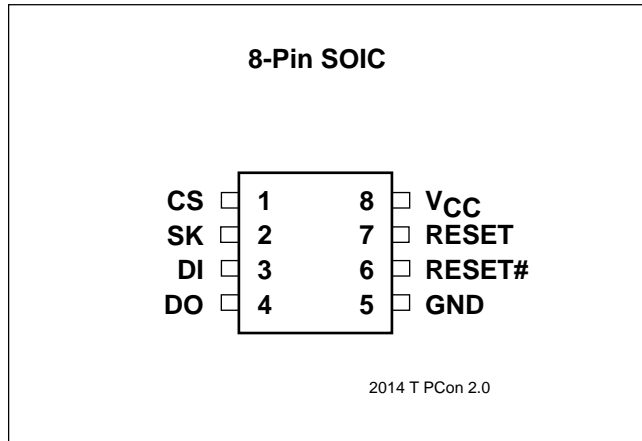 8-Pin SOIC
CS 1 8 VCC
SK 2 7 RESET
DI 3 6 RESET#
DO 4 5 GND
2014 T PCon 2.0